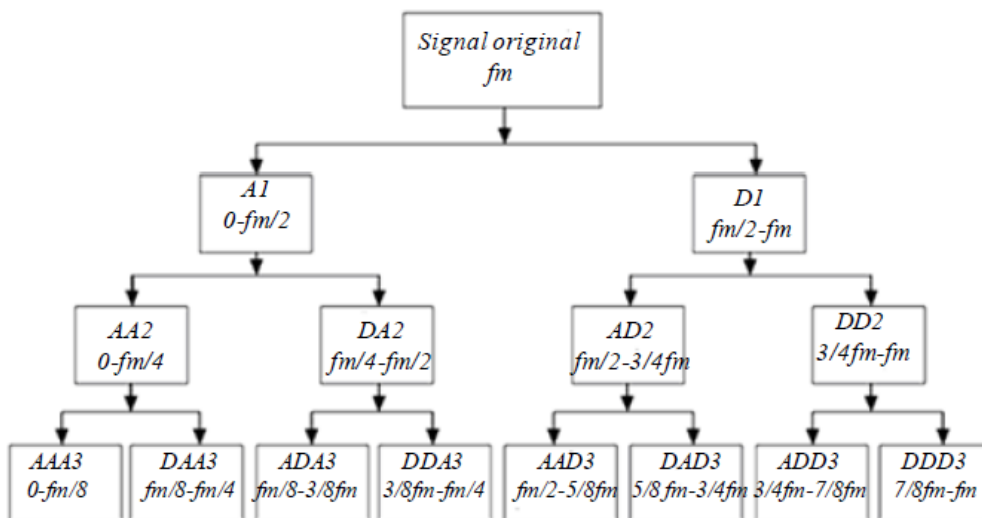 Signal original
fm
A1
0-fm/2
D1
fm/2-fm
AA2
0-fm/4
DA2
fm/4-fm/2
AD2
fm/2-3/4fm
DD2
3/4fm-fm
AAA3
0-fm/8
DAA3
fm/8-fm/4
ADA3
fm/8-3/8fm
DDA3
3/8fm-fm/4
AAD3
fm/2-5/8fm
DAD3
5/8fm-3/4fm
ADD3
3/4fm-7/8fm
DDD3
7/8fm-fm